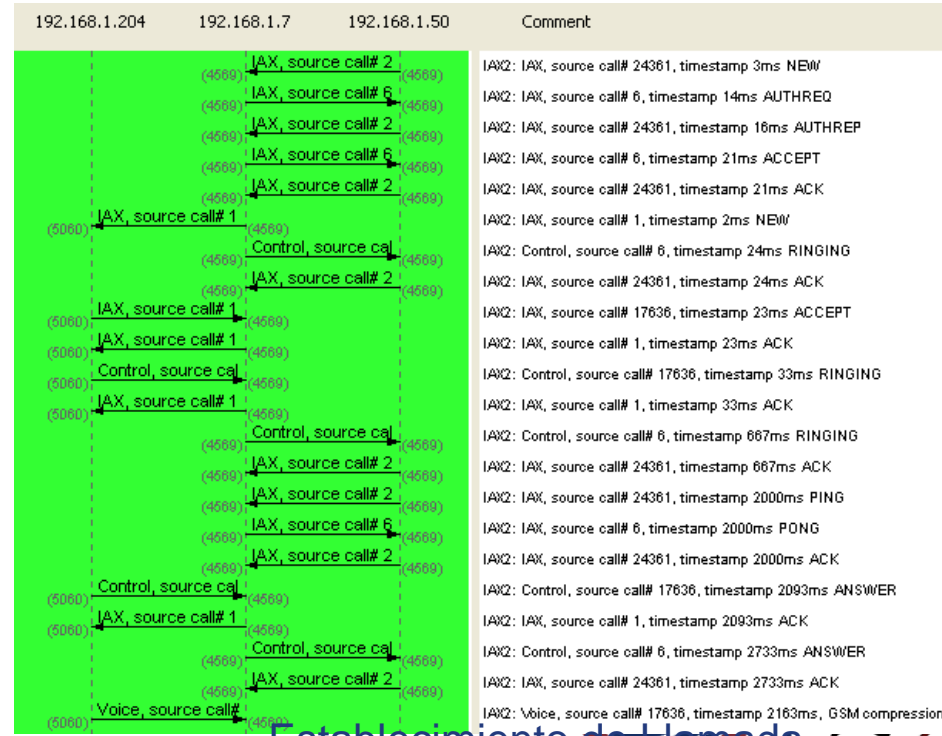 192.168.1.204 192.168.1.7 192.168.1.50 Comment
(4569) IAX, source call# 2 (4569) IAX2: IAX, source call# 24361, timestamp 3ms NEW
(4569) IAX, source call# 6 (4569) IAX2: IAX, source call# 6, timestamp 14ms AUTHREQ
(4569) IAX, source call# 2 (4569) IAX2: IAX, source call# 24361, timestamp 16ms AUTHREP
(4569) IAX, source call# 6 (4569) IAX2: IAX, source call# 6, timestamp 21ms ACCEPT
(4569) IAX, source call# 2 (4569) IAX2: IAX, source call# 24361, timestamp 21ms ACK
(5060) IAX, source call# 1 (4569) IAX2: IAX, source call# 1, timestamp 2ms NEW
(4569) Control, source cal (4569) IAX2: Control, source call# 6, timestamp 24ms RINGING
(4569) IAX, source call# 2 (4569) IAX2: IAX, source call# 24361, timestamp 24ms ACK
(5060) IAX, source call# 1 (4569) IAX2: IAX, source call# 17636, timestamp 23ms ACCEPT
(5060) IAX, source call# 1 (4569) IAX2: IAX, source call# 1, timestamp 23ms ACK
(5060) Control, source cal (4569) IAX2: Control, source call# 17636, timestamp 33ms RINGING
(5060) IAX, source call# 1 (4569) IAX2: IAX, source call# 1, timestamp 33ms ACK
(4569) Control, source cal (4569) IAX2: Control, source call# 6, timestamp 667ms RINGING
(4569) IAX, source call# 2 (4569) IAX2: IAX, source call# 24361, timestamp 667ms ACK
(4569) IAX, source call# 2 (4569) IAX2: IAX, source call# 24361, timestamp 2000ms PING
(4569) IAX, source call# 6 (4569) IAX2: IAX, source call# 6, timestamp 2000ms PONG
(4569) IAX, source call# 2 (4569) IAX2: IAX, source call# 24361, timestamp 2000ms ACK
(5060) Control, source cal (4569) IAX2: Control, source call# 17636, timestamp 2093ms ANSWER
(5060) IAX, source call# 1 (4569) IAX2: IAX, source call# 1, timestamp 2093ms ACK
(4569) Control, source cal (4569) IAX2: Control, source call# 6, timestamp 2733ms ANSWER
(4569) IAX, source call# 2 (4569) IAX2: IAX, source call# 24361, timestamp 2733ms ACK
(5060) Voice, source call# (4569) IAX2: Voice, source call# 17636, timestamp 2163ms, GSM compression
Establecimiento de Llamada